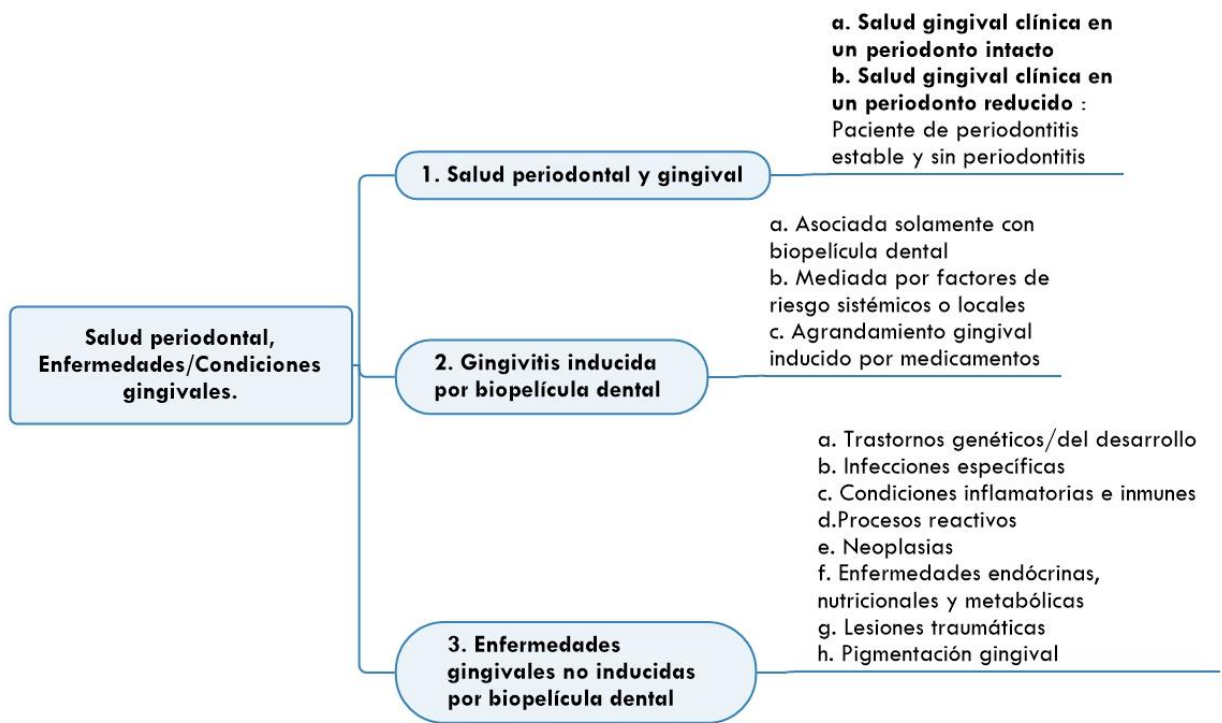 Salud periodontal,
Enfermedades/Condiciones
gingivales.
1. Salud periodontal y gingival
a. Salud gingival clínica en
un periodonto intacto
b. Salud gingival clínica en
un periodonto reducido :
Paciente de periodontitis
estable y sin periodontitis
2. Gingivitis inducida
por biopelícula dental
a. Asociada solamente con
biopelícula dental
b. Mediada por factores de
riesgo sistémicos o locales
c. Agrandamiento gingival
inducido por medicamentos
3. Enfermedades
gingivales no inducidas
por biopelícula dental
a. Trastornos genéticos/del desarrollo
b. Infecciones específicas
c. Condiciones inflamatorias e inmunes
d.Procesos reactivos
e. Neoplasias
f. Enfermedades endócrinas,
nutricionales y metabólicas
g. Lesiones traumáticas
h. Pigmentación gingival